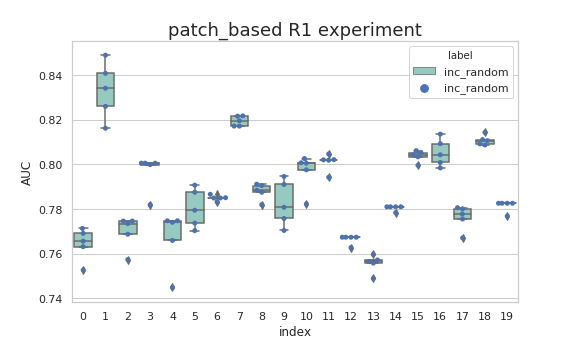 patch_based R1 experiment
label
inc_random
inc_random
AUC
0.84
0.82
0.80
0.78
0.76
0.74
0 1 2 3 4 5 6 7 8 9 10 11 12 13 14 15 16 17 18 19
index